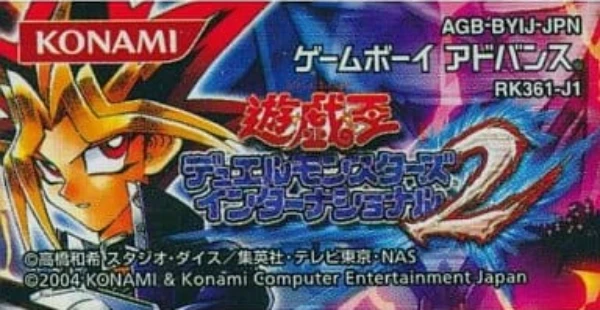 KONAMI
AGB-BYIJ-JPN
ゲームボーイ アドバンス®
RK361-J1
遊戯王
デュエルモンスターズ
インターナショナル2
©高橋和希 スタジオ・ダイス／集英社・テレビ東京・NAS
©2004 KONAMI & Konami Computer Entertainment Japan